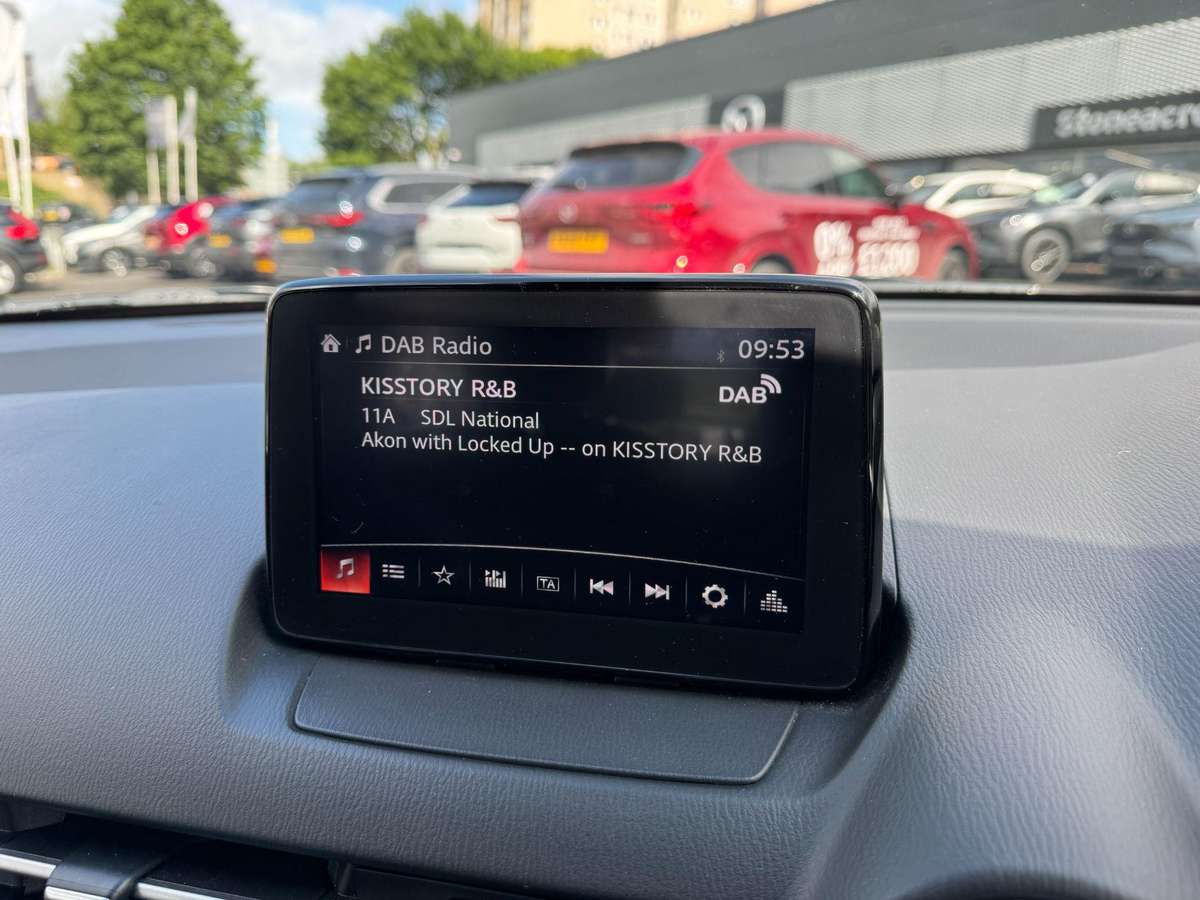 Stoneacre
0%
DAB Radio
09:53
KISSTORY R&B
DAB
11A SDL National
Akon with Locked Up -- on KISSTORY R&B
TA